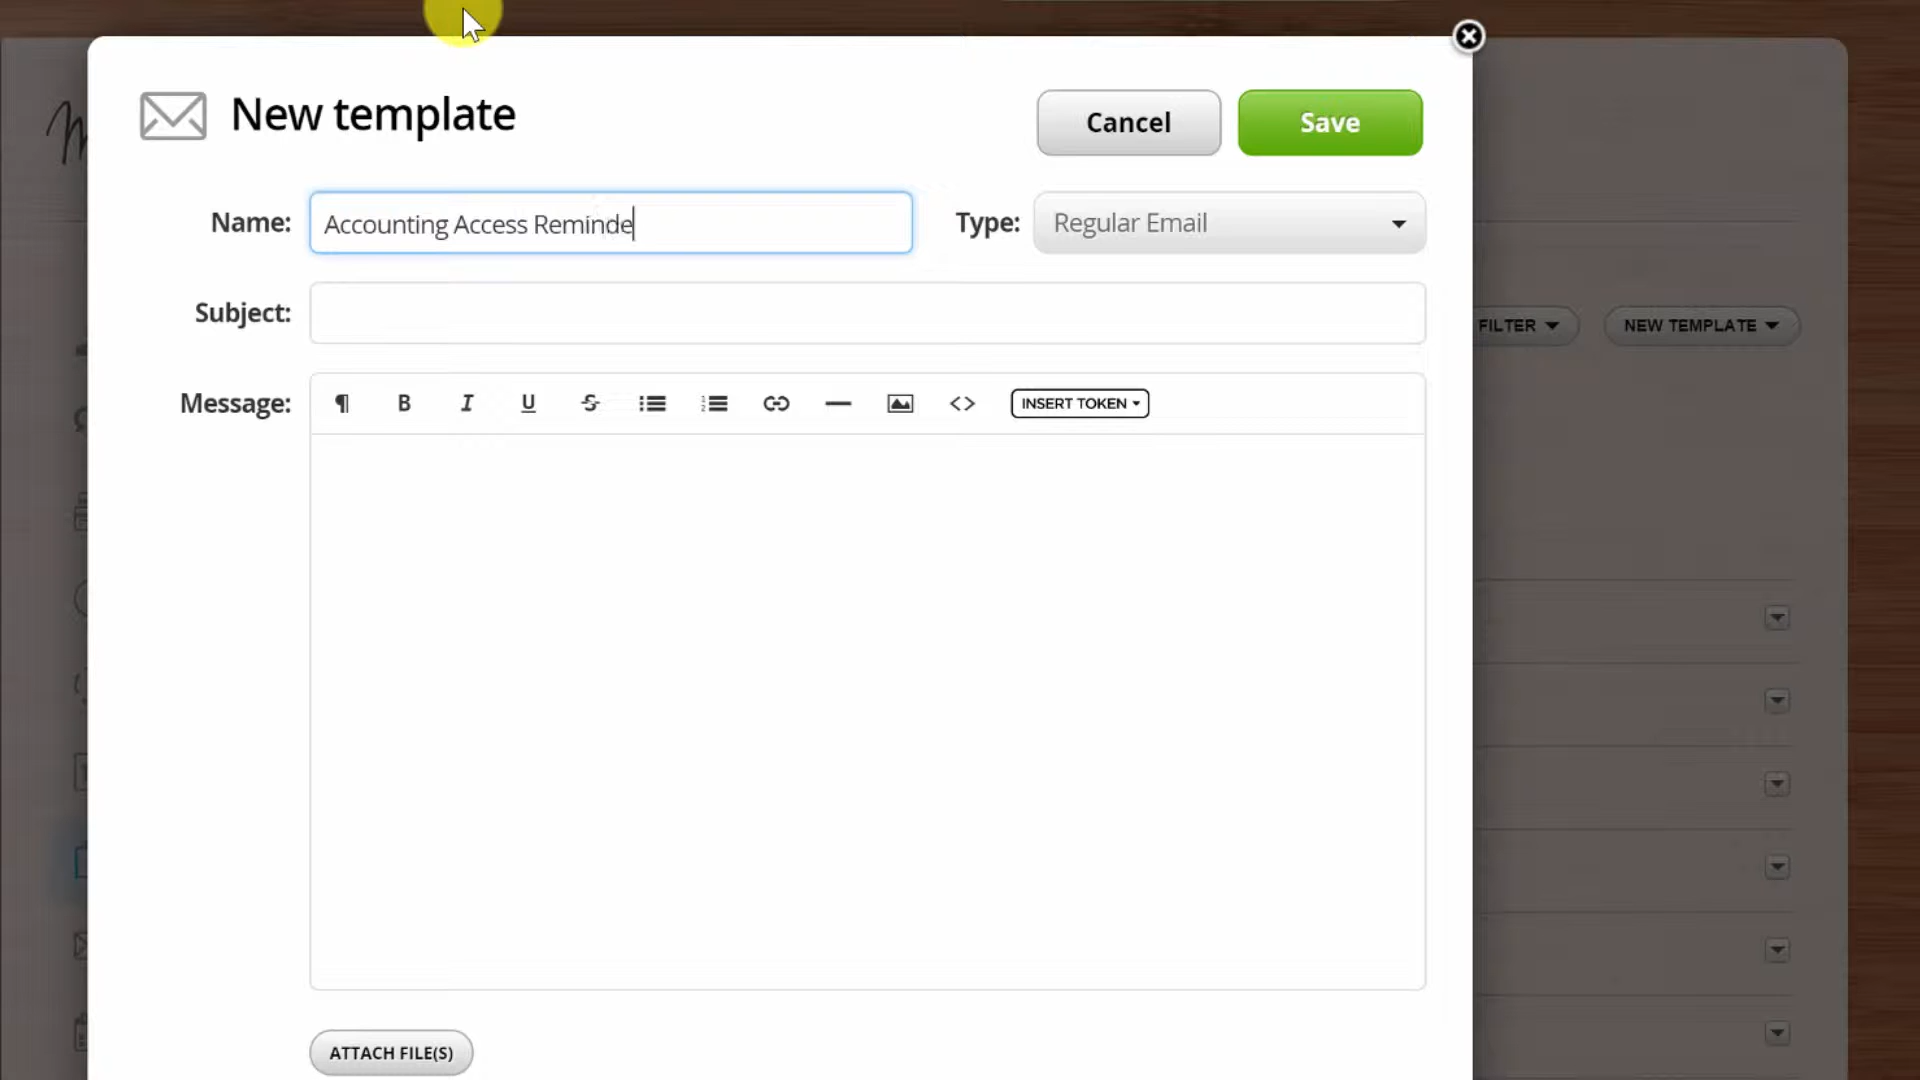 New template
Cancel
Save
Name: Accounting Access Reminde
Type: Regular Email
Subject:
FILTER
NEW TEMPLATE
Message:
¶ B I U S
INSERT TOKEN
ATTACH FILE(S)